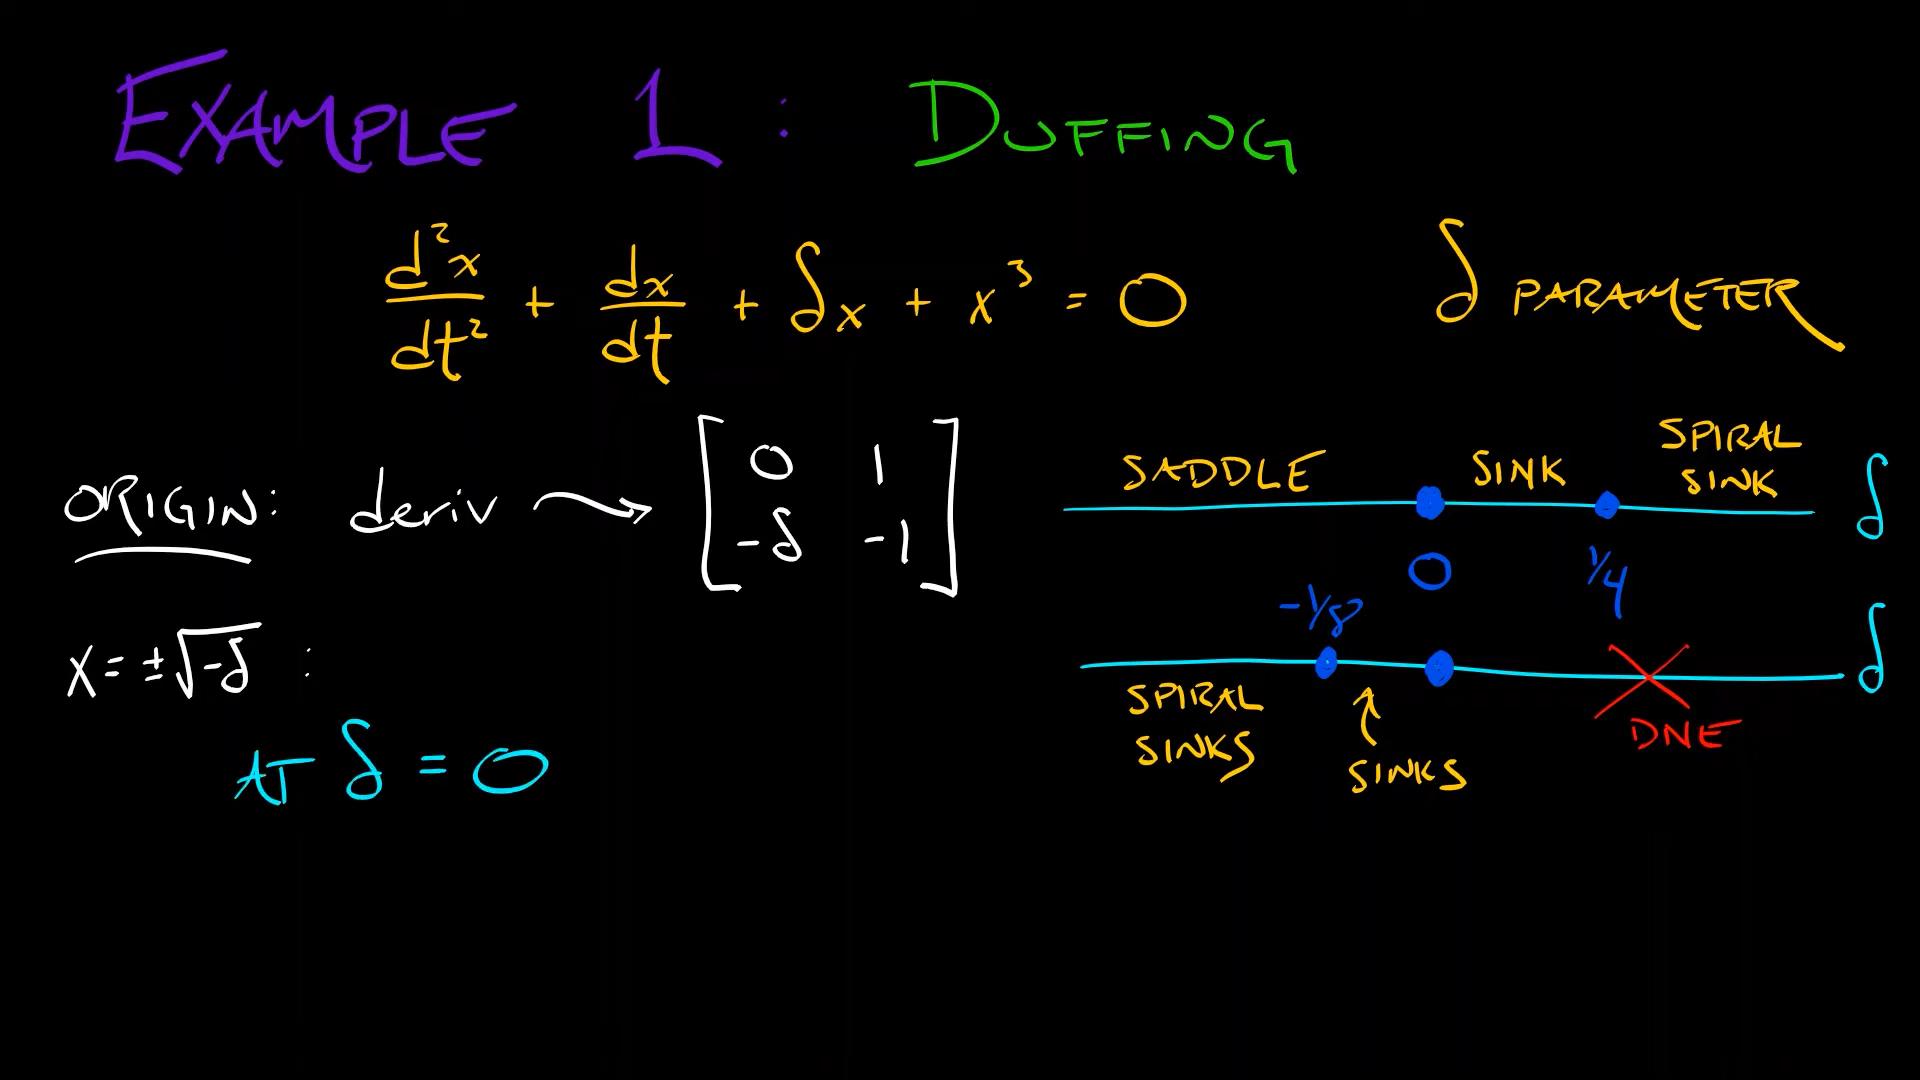 EXAMPLE 1 : DUFFING
d²x/dt² + dx/dt + δx + x³ = 0
δ PARAMETER
ORIGIN: deriv → [0 1; -δ -1]
SADDLE SINK SPIRAL SINK δ
0 1/4
x = ±√-δ :
-1/8 δ
SPIRAL SINKS
SINKS
DNE
AT δ = 0